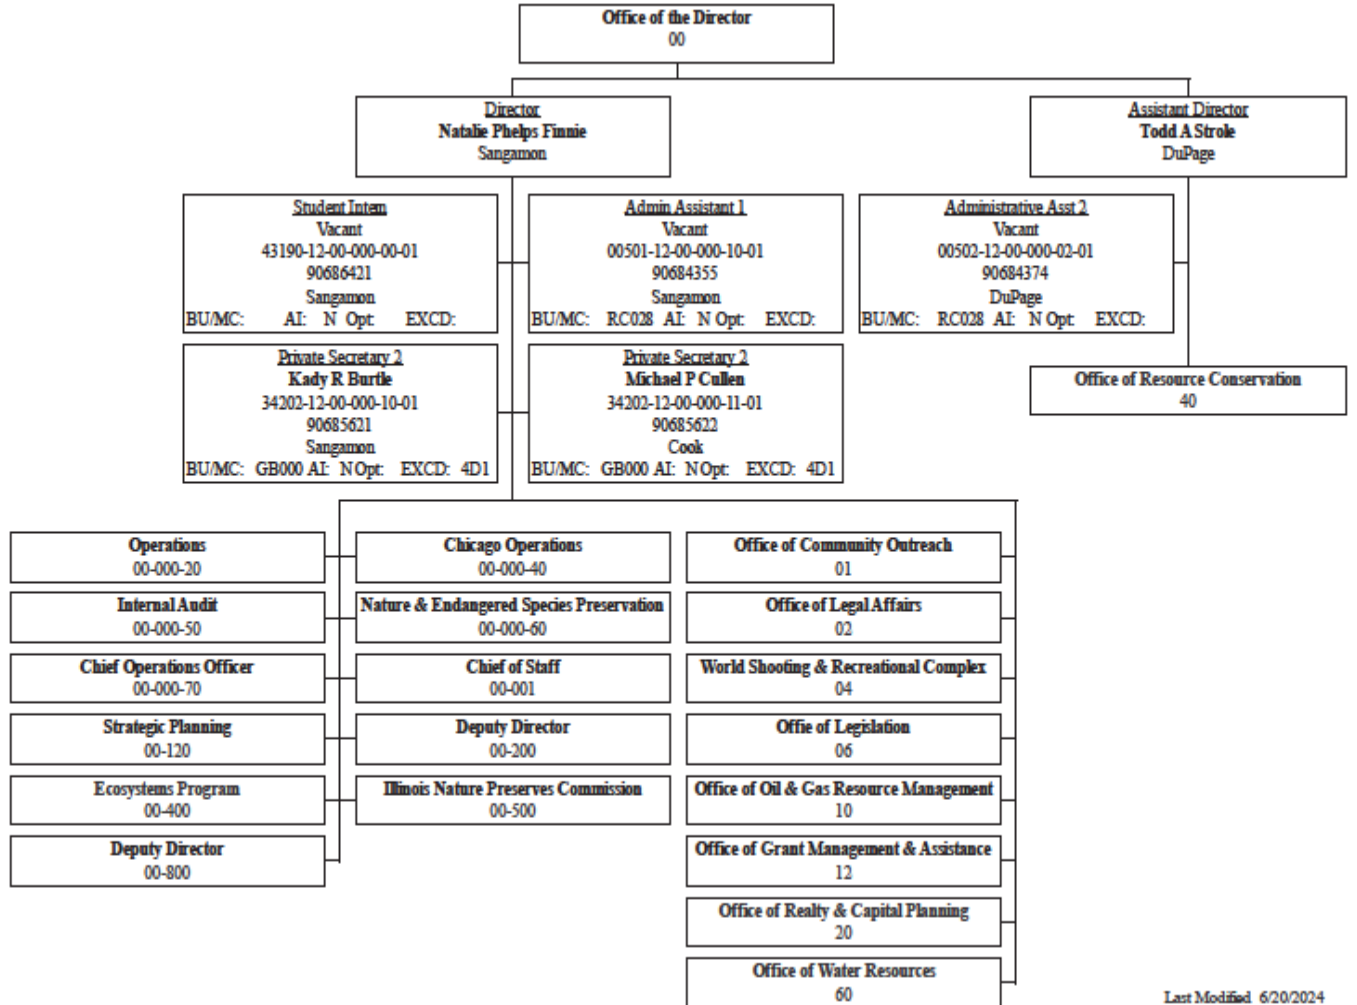 Office of the Director
00
Director
Natalie Phelps Finnie
Sangamon
Assistant Director
Todd A Strole
DuPage
Student Intern
Vacant
43190-12-00-000-00-01
90686421
Sangamon
BU/MC: AI: N Opt: EXCD:
Admin Assistant 1
Vacant
00501-12-00-000-10-01
90684355
Sangamon
BU/MC: RC028 AI: N Opt: EXCD:
Administrative Asst 2
Vacant
00502-12-00-000-02-01
90684374
DuPage
BU/MC: RC028 AI: N Opt: EXCD:
Private Secretary 2
Kady R Burtle
34202-12-00-000-10-01
90685621
Sangamon
BU/MC: GB000 AI: N Opt: EXCD: 4D1
Private Secretary 2
Michael P Cullen
34202-12-00-000-11-01
90685622
Cook
BU/MC: GB000 AI: N Opt: EXCD: 4D1
Office of Resource Conservation
40
Operations
00-000-20
Chicago Operations
00-000-40
Office of Community Outreach
01
Internal Audit
00-000-50
Nature & Endangered Species Preservation
00-000-60
Office of Legal Affairs
02
Chief Operations Officer
00-000-70
Chief of Staff
00-001
World Shooting & Recreational Complex
04
Strategic Planning
00-120
Deputy Director
00-200
Offie of Legislation
06
Ecosystems Program
00-400
Illinois Nature Preserves Commission
00-500
Office of Oil & Gas Resource Management
10
Deputy Director
00-800
Office of Grant Management & Assistance
12
Office of Realty & Capital Planning
20
Office of Water Resources
60
Last Modified 6/20/2024